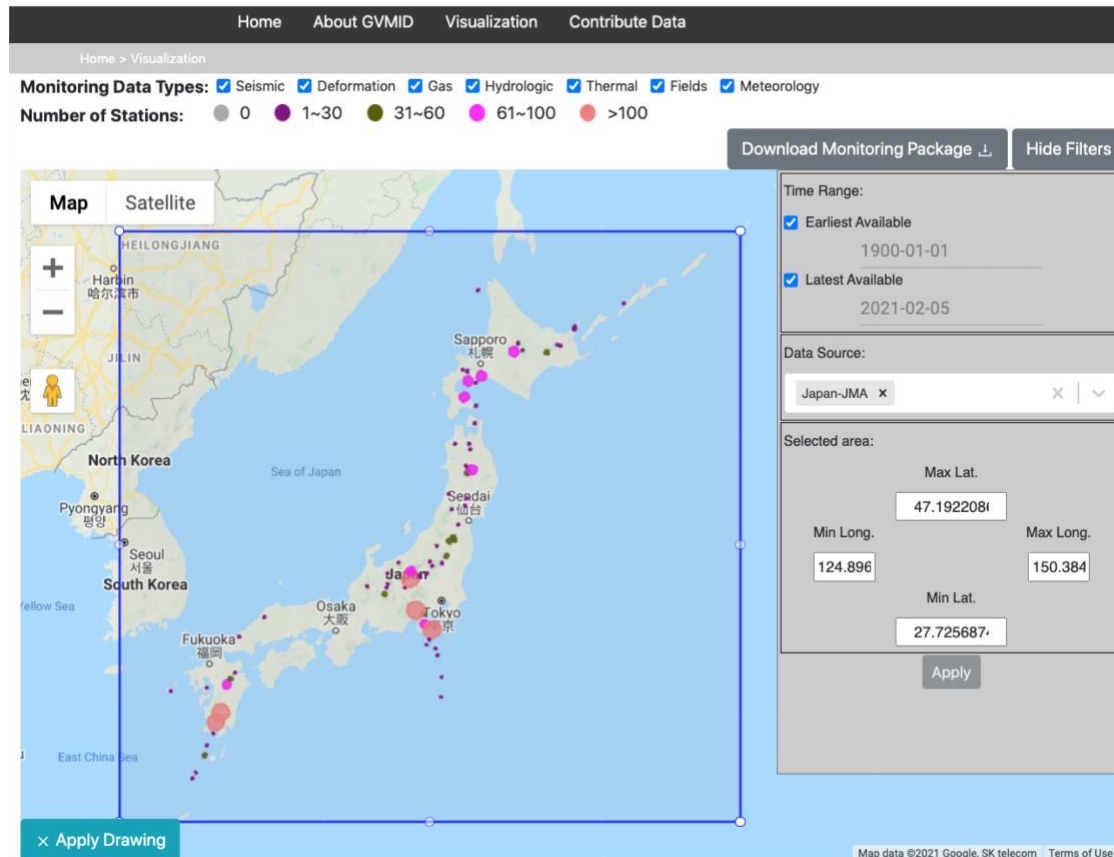 Home About GVMID Visualization Contribute Data
Home > Visualization
Monitoring Data Types: Seismic Deformation Gas Hydrologic Thermal Fields Meteorology
Number of Stations: 0 1~30 31~60 61~100 >100
Download Monitoring Package Hide Filters
Map Satellite
Time Range:
Earliest Available
1900-01-01
Latest Available
2021-02-05
Data Source:
Japan-JMA ×
Selected area:
Max Lat.
47.1922086
Min Long. Max Long.
124.896 150.384
Min Lat.
27.7256874
Apply
HEILONGJIANG
Harbin
哈尔滨市
JILIN
LIAONING
Sapporo
札幌
North Korea
Pyongyang
평양
Sea of Japan
Sendai
仙台
Seoul
서울
South Korea
Japan
Yellow Sea
Osaka
大阪
Tokyo
Fukuoka
福岡
East China Sea
× Apply Drawing
Map data ©2021 Google, SK telecom Terms of Use